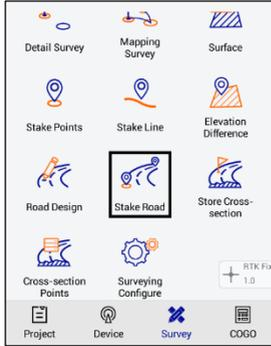 Detail Survey
Mapping
Survey
Surface
Stake Points
Stake Line
Elevation
Difference
Road Design
Stake Road
Store Cross-
section
Cross-section
Points
Surveying
Configure
RTK Fix
1.0
Project
Device
Survey
COGO